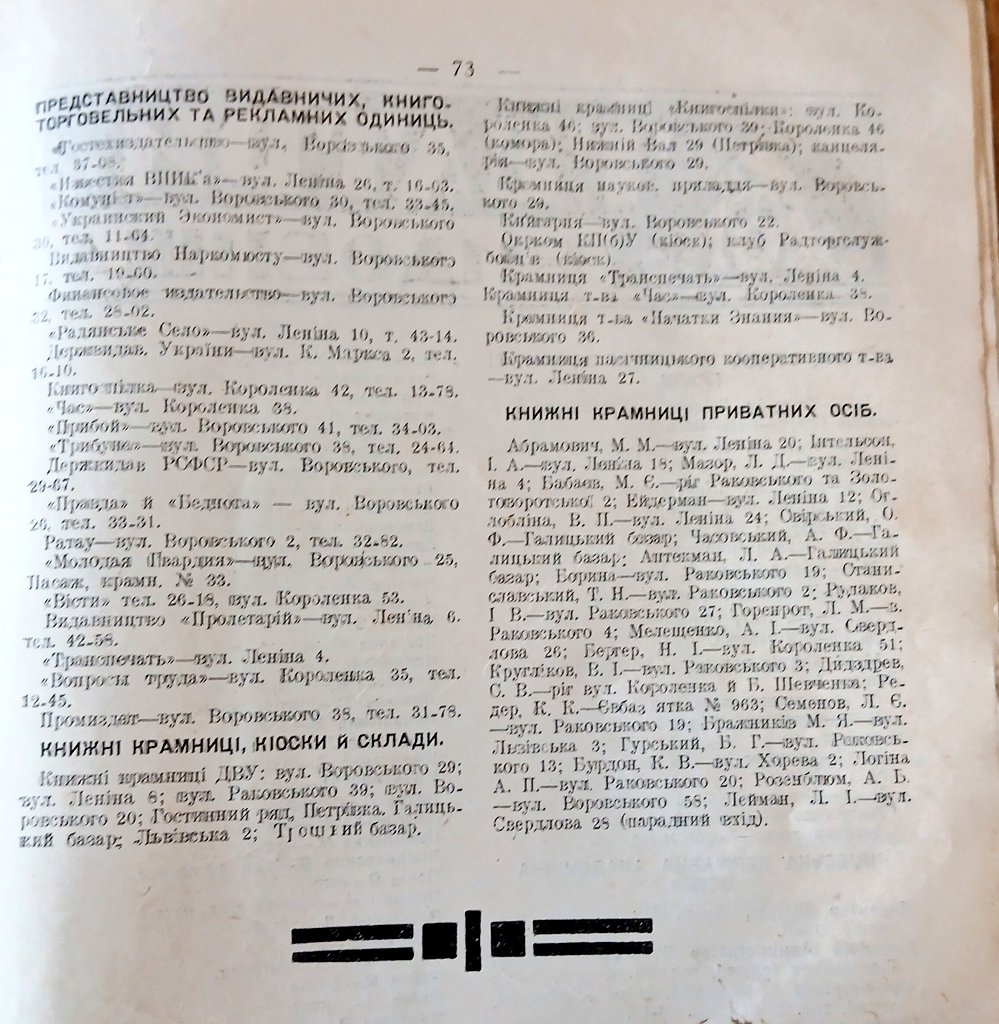 — 73 —
ПРЕДСТАВНИЦТВО ВИДАВНИЧИХ, КНИГО-
ТОРГОВЕЛЬНИХ ТА РЕКЛАМНИХ ОДИНИЦЬ.
«Гостехиздательство»—вул. Воровського 35,
тел. 37-08.
«Известия ВЦИК'а»—вул. Леніна 26, т. 16-63.
«Комуніст»—вул. Воровського 30, тел. 33-45.
«Украинский Экономист»—вул. Воровського
30, тел. 11-64.
Видавництво Наркомюсту—вул. Воровського
17, тел. 19-60.
Финансовое издательство—вул. Воровського
22, тел. 28-02.
«Радянське Село»—вул. Леніна 10, т. 43-14.
Держвидав. України—вул. К. Маркса 2, тел.
16-10.
Книгоспілка—вул. Короленка 42, тел. 13-78.
«Час»—вул. Короленка 38.
«Прибой»—вул. Воровського 41, тел. 34-03.
«Трибуна»—вул. Воровського 38, тел. 24-64.
Держвидав РСФСР—вул. Воровського, тел.
29-67.
«Правда» й «Беднота» — вул. Воровського
26, тел. 33-31.
Ратау—вул. Воровського 2, тел. 32-82.
«Молодая Гвардия»—вул. Воровського 25,
Пасаж, крамн. № 33.
«Вісти» тел. 26-18, вул. Короленка 53.
Видавництво «Пролетарій»—вул. Леніна 6.
тел. 42-58.
«Транспечать»—вул. Леніна 4.
«Вопросы труда»—вул. Короленка 35, тел.
12-45.
Промиздат—вул. Воровського 38, тел. 31-78.
КНИЖНІ КРАМНИЦІ, КІОСКИ Й СКЛАДИ.
Книжні крамниці ДВУ: вул. Воровського 29;
вул. Леніна 8; вул. Раковського 39; вул. Во-
ровського 20; Гостинний ряд, Петрівка. Галиць-
кий базар; Львівська 2; Троїцкий базар.
Книжні крамниці «Книгоспілки»: вул. Ко-
роленка 46; вул. Воровського 39; Короленка 46
(комора); Нижній Вал 29 (Петрівка); канцеля-
рія—вул. Воровського 29.
Крамниця науков. приладдя—вул. Воровсь-
кого 29.
Книгарня—вул. Воровського 22.
Окрком КП(б)У (кіоск); клуб Радторгслуж-
бовців (кіоск)
Крамниця «Транспечать»—вул. Леніна 4.
Крамниця т-ва «Час»—вул. Короленка 38.
Крамниця т-ва «Начатки Знания»—вул. Во-
ровського 36.
Крамниця пасічницького кооперативного т-ва
—вул. Леніна 27.
КНИЖНІ КРАМНИЦІ ПРИВАТНИХ ОСІБ.
Абрамович, М. М.—вул. Леніна 20; Інтельсон,
І. А.—вул. Леніна 18; Мазор, Л. Д.—вул. Лені-
на 4; Бабаєв, М. Є.—ріг Раковського та Золо-
товоротської 2; Ейдерман—вул. Леніна 12; Ог-
лобліна, В. П.—вул. Леніна 24; Свірський, О.
Ф.—Галицький базар; Часовський, А. Ф.—Га-
лицький базар; Аптекман, Л. А.—Галицький
базар; Борина—вул. Раковського 19; Стани-
славський, Т. Н.—вул. Раковського 2; Рудаков,
І В.—вул. Раковського 27; Горенрот, Л. М.—в.
Раковського 4; Мелещенко, А. І.—вул. Сверд-
лова 26; Бергер, Н. І.—вул. Короленка 51;
Кругліков, В. І.—вул. Раковського 3; Дидздрев,
С. В.—ріг вул. Короленка й Б. Шевченка; Ре-
дер, К. К.—Євбаз ятка № 963; Семенов, Л. Є.
—вул. Раковського 19; Бражників М. Я.—вул.
Львівська 3; Гурський, Б. Г.—вул. Раковсь-
кого 13; Бурдон, К. В.—вул. Хорева 2; Логіна
А. П.—вул. Раковського 20; Розенблюм, А. Б.
—вул. Воровського 58; Лейман, Л. І.—вул.
Свердлова 28 (парадний вхід).